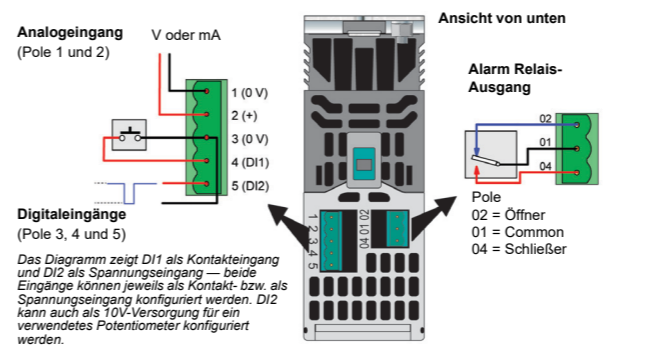 Analogeingang
(Pole 1 und 2)
V oder mA
1 (0 V)
2 (+)
3 (0 V)
4 (DI1)
5 (DI2)
Digitaleingänge
(Pole 3, 4 und 5)
Das Diagramm zeigt DI1 als Kontakteingang
und DI2 als Spannungseingang — beide
Eingänge können jeweils als Kontakt- bzw. als
Spannungseingang konfiguriert werden. DI2
kann auch als 10V-Versorgung für ein
verwendetes Potentiometer konfiguriert
werden.
1
2
3
4
5
04 01 02
Ansicht von unten
Alarm Relais-
Ausgang
02
01
04
Pole
02 = Öffner
01 = Common
04 = Schließer